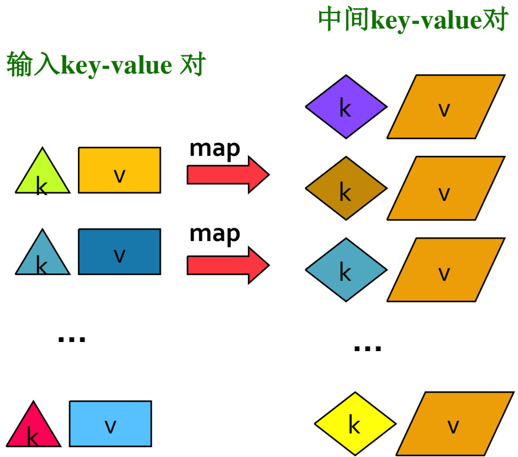 中间key-value对
输入key-value 对
k v
map
k v
map
k v
k v
k v
...
...
k v
k v